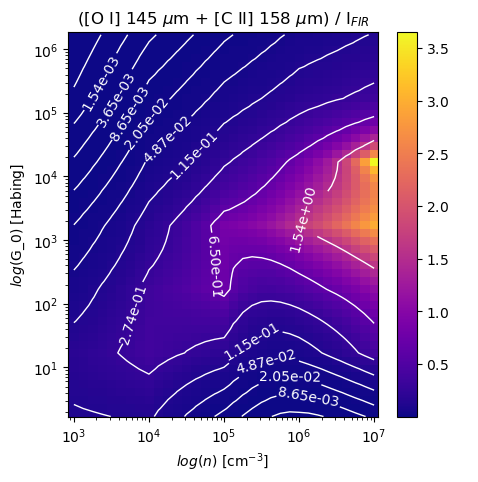 ([O I] 145 μm + [C II] 158 μm) / I_FIR
10^6
10^5
10^4
10^3
10^2
10^1
log(G_0) [Habing]
1.54e-03
3.65e-03
8.65e-03
2.05e-02
4.87e-02
1.15e-01
2.74e-01
6.50e-01
1.54e+00
1.15e-01
4.87e-02
2.05e-02
8.65e-03
10^3 10^4 10^5 10^6 10^7
log(n) [cm^−3]
3.5
3.0
2.5
2.0
1.5
1.0
0.5